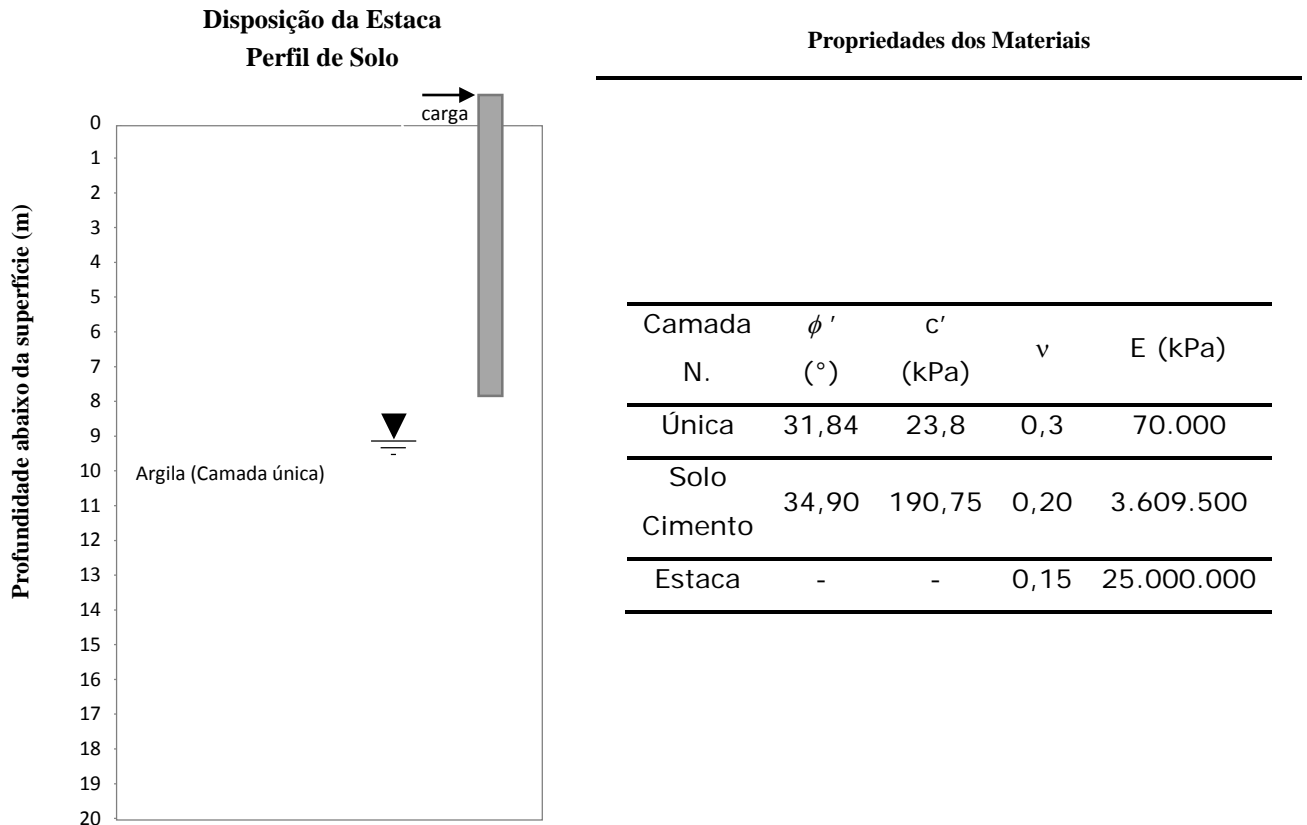 Disposição da Estaca
Perfil de Solo
Propriedades dos Materiais
carga
Profundidade abaixo da superfície (m)
0
1
2
3
4
5
6
7
8
9
10
11
12
13
14
15
16
17
18
19
20
Argila (Camada única)
Camada N. ϕ ′ (°) c′ (kPa) ν E (kPa)
Única 31,84 23,8 0,3 70.000
Solo Cimento 34,90 190,75 0,20 3.609.500
Estaca - - 0,15 25.000.000